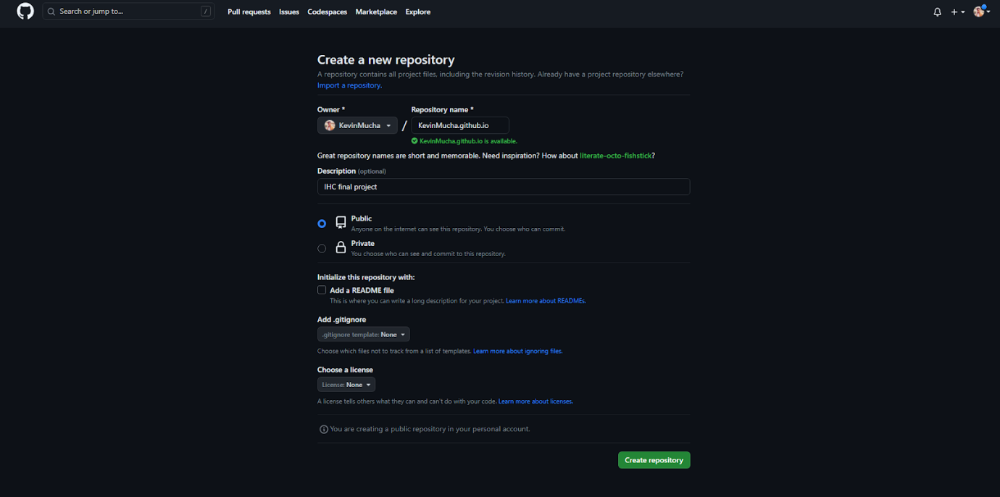 Search or jump to... / Pull requests Issues Codespaces Marketplace Explore
Create a new repository
A repository contains all project files, including the revision history. Already have a project repository elsewhere?
Import a repository.
Owner * Repository name *
KevinMucha / KevinMucha.github.io
KevinMucha.github.io is available.
Great repository names are short and memorable. Need inspiration? How about literate-octo-fishstick?
Description (optional)
IHC final project
Public
Anyone on the internet can see this repository. You choose who can commit.
Private
You choose who can see and commit to this repository.
Initialize this repository with:
Add a README file
This is where you can write a long description for your project. Learn more about READMEs.
Add .gitignore
.gitignore template: None
Choose which files not to track from a list of templates. Learn more about ignoring files.
Choose a license
License: None
A license tells others what they can and can't do with your code. Learn more about licenses.
You are creating a public repository in your personal account.
Create repository